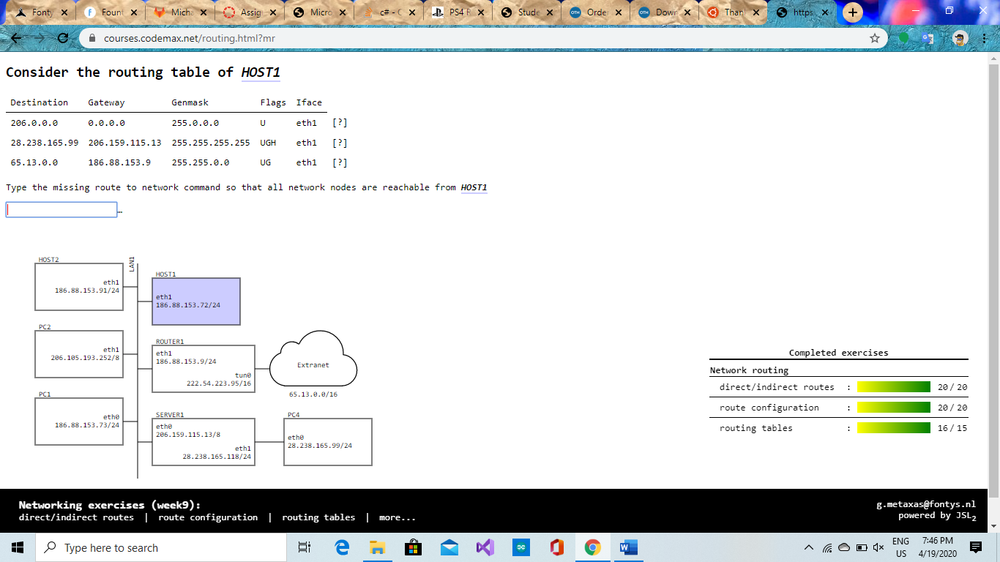 Fonty
Fount
Micha
Assig
Micro
c# - C
PS4 F
Stude
OTH Order
OTH Down
Thanl
https
courses.codemax.net/routing.html?mr
Consider the routing table of HOST1
Destination Gateway Genmask Flags Iface
206.0.0.0 0.0.0.0 255.0.0.0 U eth1 [?]
28.238.165.99 206.159.115.13 255.255.255.255 UGH eth1 [?]
65.13.0.0 186.88.153.9 255.255.0.0 UG eth1 [?]
Type the missing route to network command so that all network nodes are reachable from HOST1
…
LAN1
HOST2
eth1
186.88.153.91/24
HOST1
eth1
186.88.153.72/24
PC2
eth1
206.105.193.252/8
ROUTER1
eth1
186.88.153.9/24
tun0
222.54.223.95/16
Extranet
65.13.0.0/16
PC1
eth0
186.88.153.73/24
SERVER1
eth0
206.159.115.13/8
eth1
28.238.165.118/24
PC4
eth0
28.238.165.99/24
Completed exercises
Network routing
direct/indirect routes : 20/20
route configuration : 20/20
routing tables : 16/15
Networking exercises (week9):
direct/indirect routes | route configuration | routing tables | more...
g.metaxas@fontys.nl
powered by JSL2
Type here to search
ENG
US
7:46 PM
4/19/2020